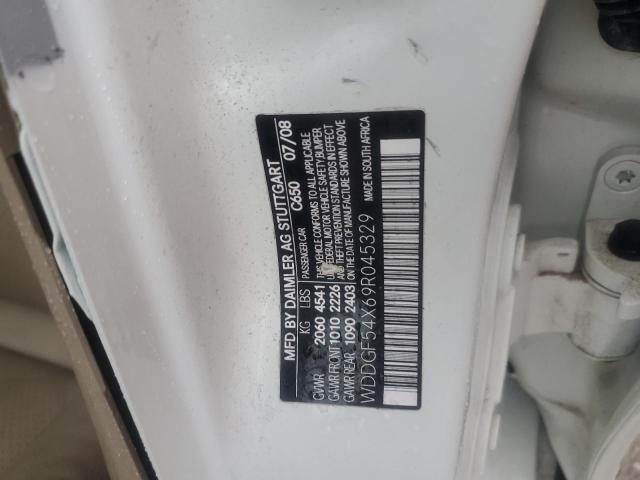 MFD BY DAIMLER AG STUTTGART
PASSENGER CAR C650 07/08
KG LBS
GVWR 2060 4541
GAWR FRONT 1010 2226
GAWR REAR 1090 2403
THIS VEHICLE CONFORMS TO ALL APPLICABLE
U.S. FEDERAL MOTOR VEHICLE SAFETY BUMPER
AND THEFT PREVENTION STANDARDS IN EFFECT
ON THE DATE OF MANUFACTURE SHOWN ABOVE
WDDGF54X69R045329 MADE IN SOUTH AFRICA